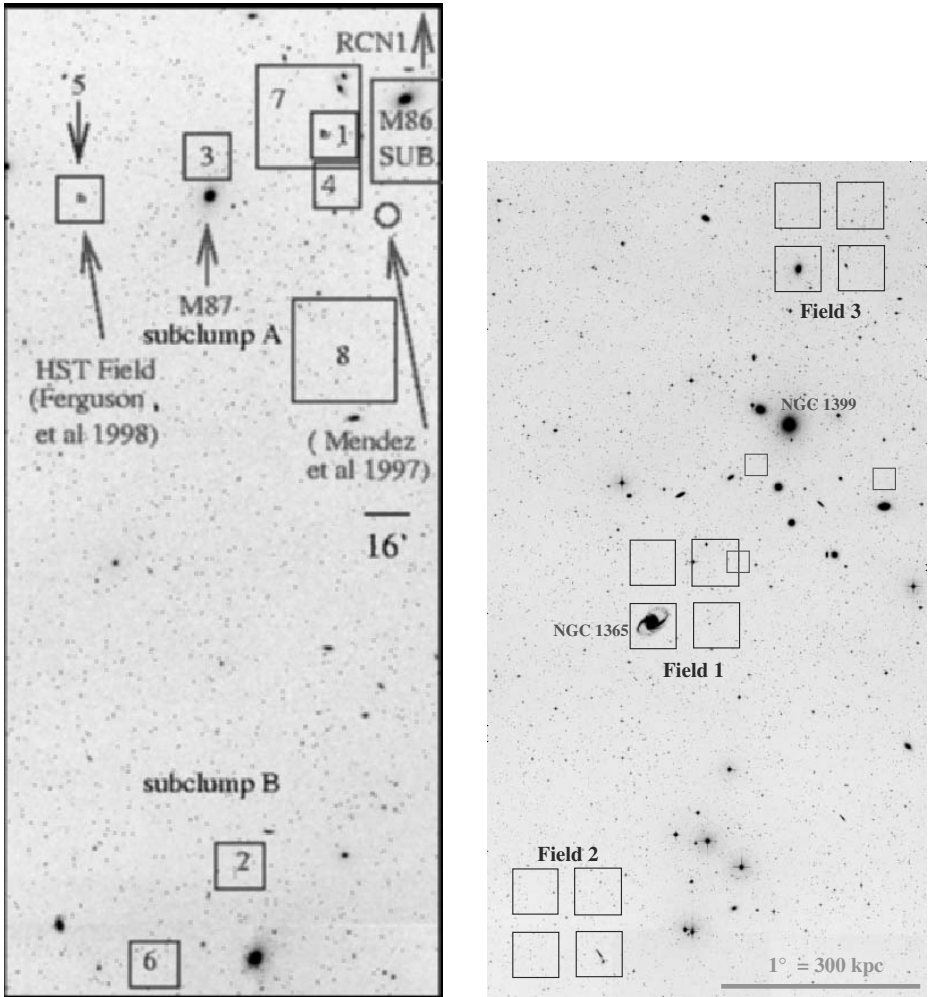 RCN1
'5
7
M86
SUB
1
3
4
M87
subclump A
HST Field
(Ferguson
et al 1998)
8
( Mendez
et al 1997)
16'
subclump B
2
6
Field 3
NGC 1399
NGC 1365
Field 1
Field 2
1° = 300 kpc